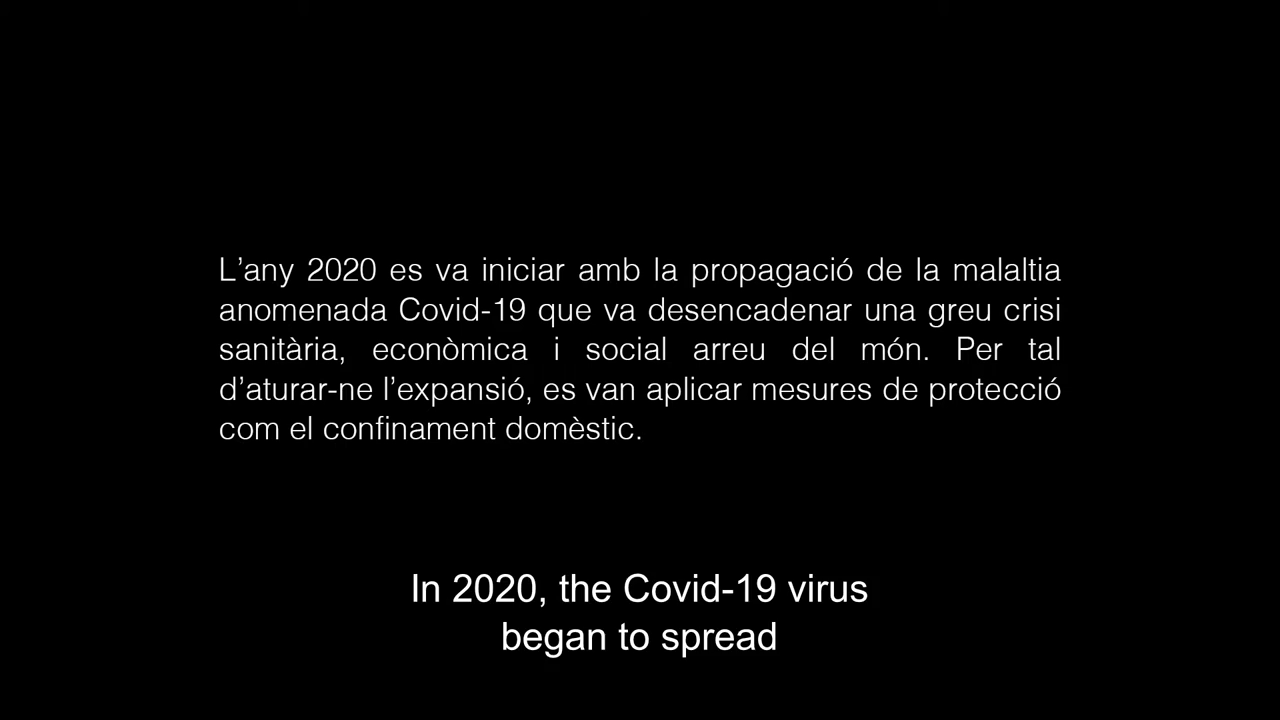 L’any 2020 es va iniciar amb la propagació de la malaltia
anomenada Covid-19 que va desencadenar una greu crisi
sanitària, econòmica i social arreu del món. Per tal
d’aturar-ne l’expansió, es van aplicar mesures de protecció
com el confinament domèstic.
In 2020, the Covid-19 virus
began to spread